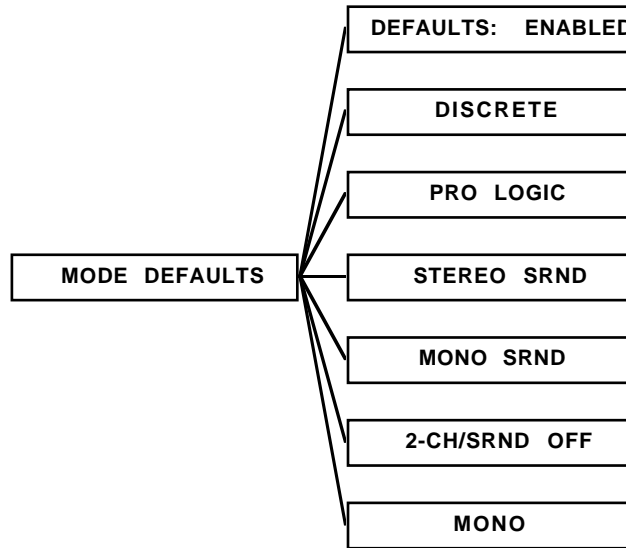 DEFAULTS: ENABLED
DISCRETE
PRO LOGIC
MODE DEFAULTS
STEREO SRND
MONO SRND
2-CH/SRND OFF
MONO